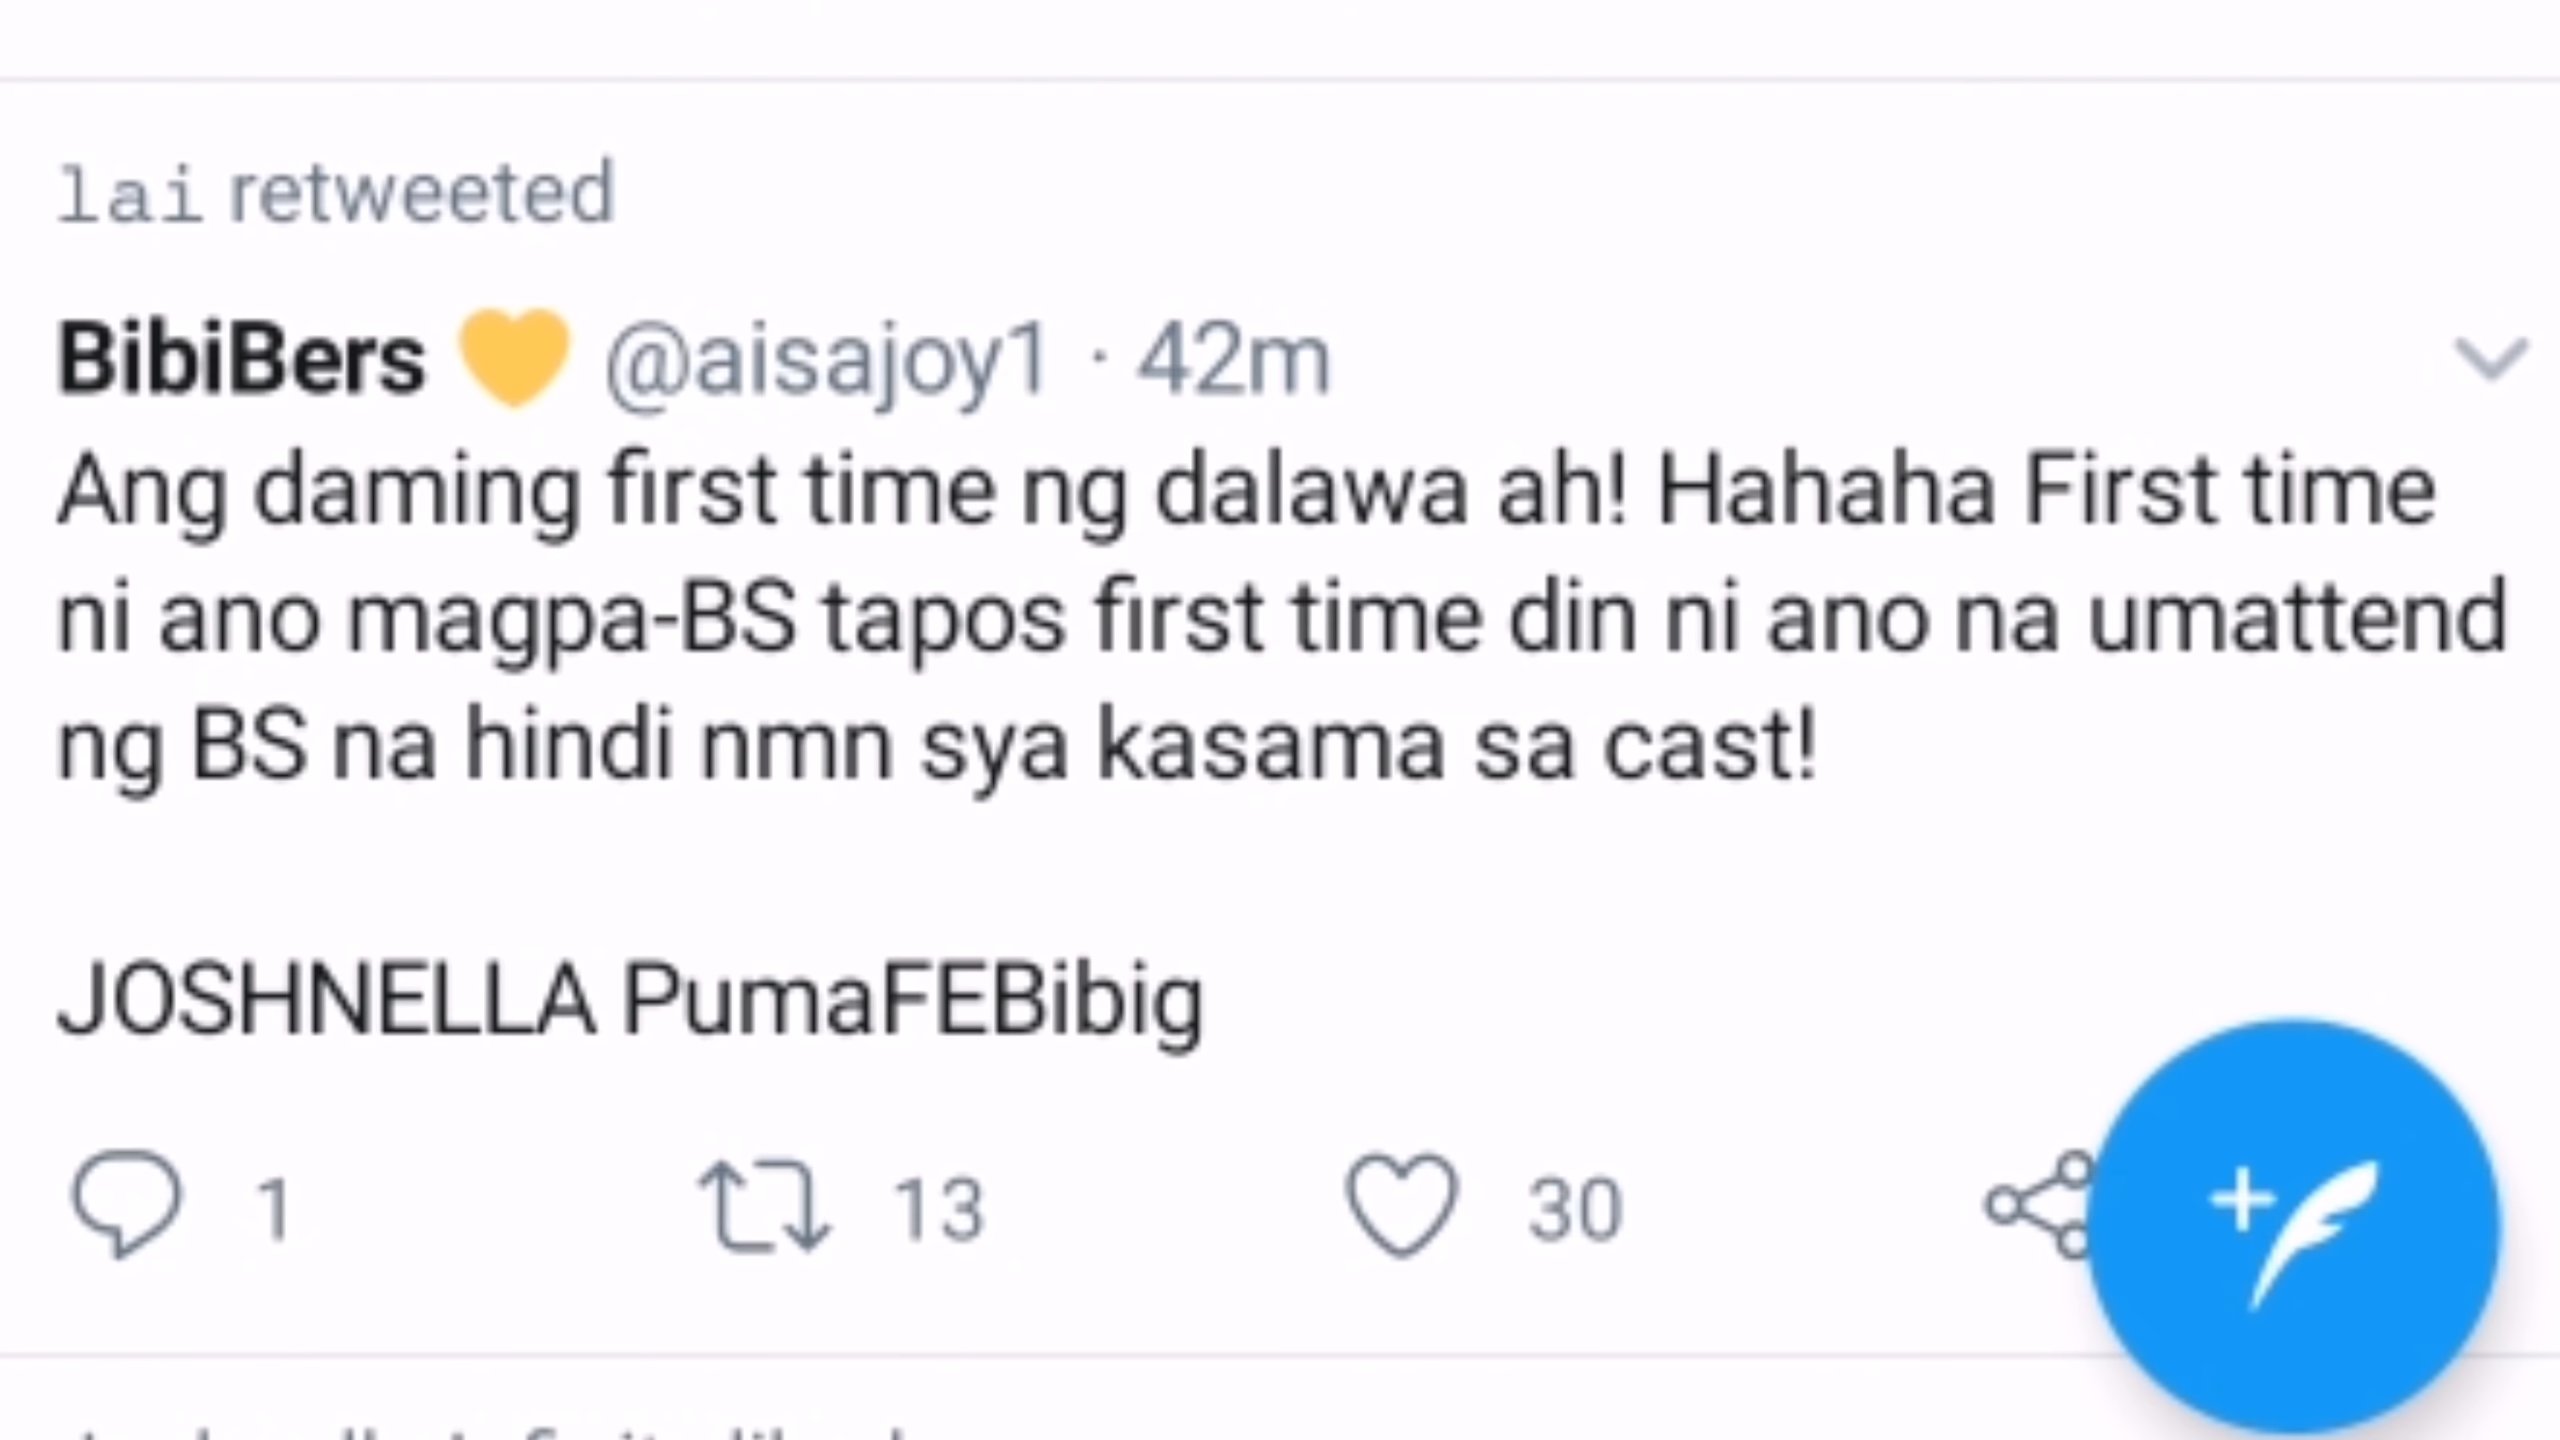 lai retweeted
BibiBers 💛 @aisajoy1 · 42m
Ang daming first time ng dalawa ah! Hahaha First time
ni ano magpa-BS tapos first time din ni ano na umattend
ng BS na hindi nmn sya kasama sa cast!
JOSHNELLA PumaFEBibig
1 13 30